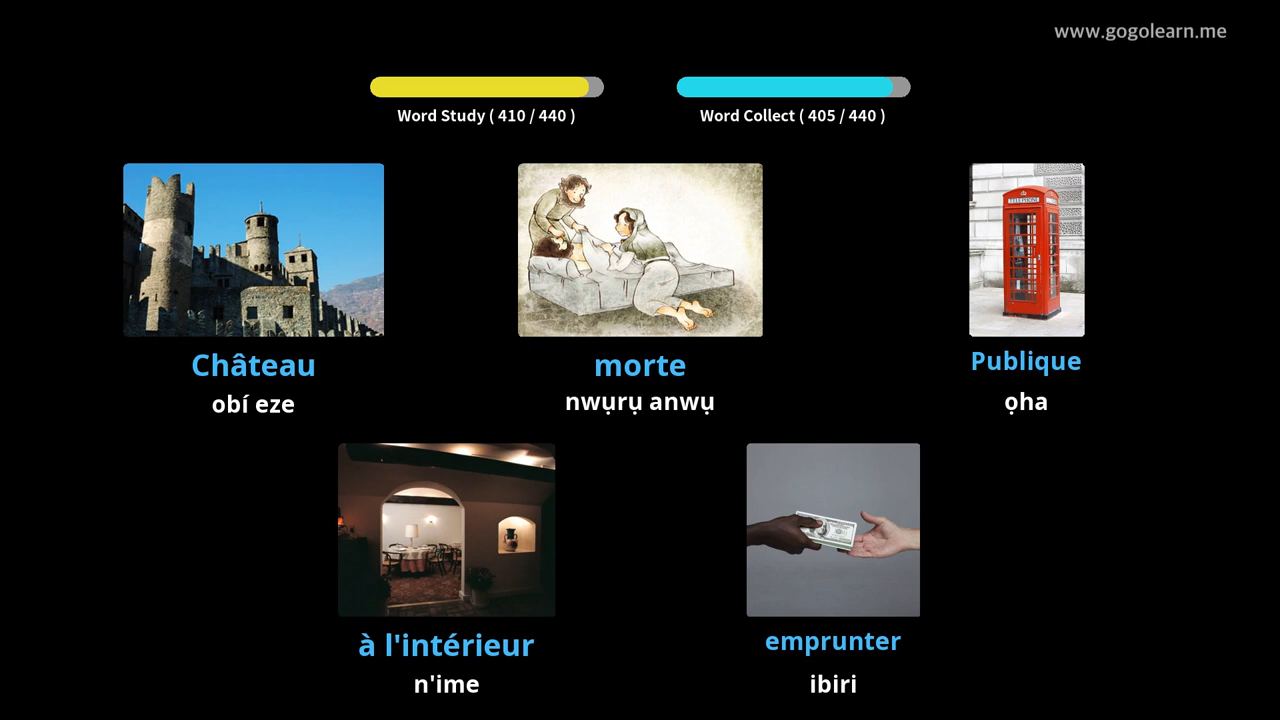 www.gogolearn.me
Word Study ( 410 / 440 )
Word Collect ( 405 / 440 )
TELEPHONE
Château
morte
Publique
obí eze
nwụrụ anwụ
ọha
à l'intérieur
emprunter
n'ime
ibiri